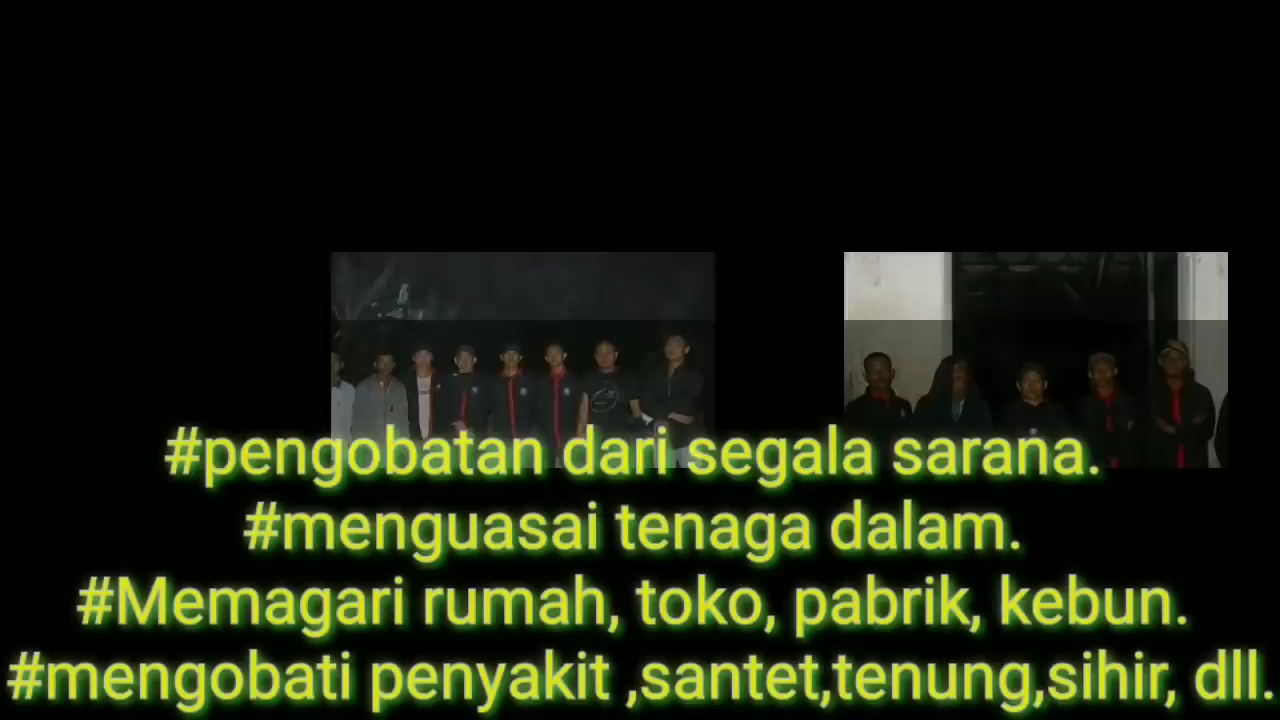 #pengobatan dari segala sarana.
#menguasai tenaga dalam.
#Memagari rumah, toko, pabrik, kebun.
#mengobati penyakit ,santet,tenung,sihir, dll.